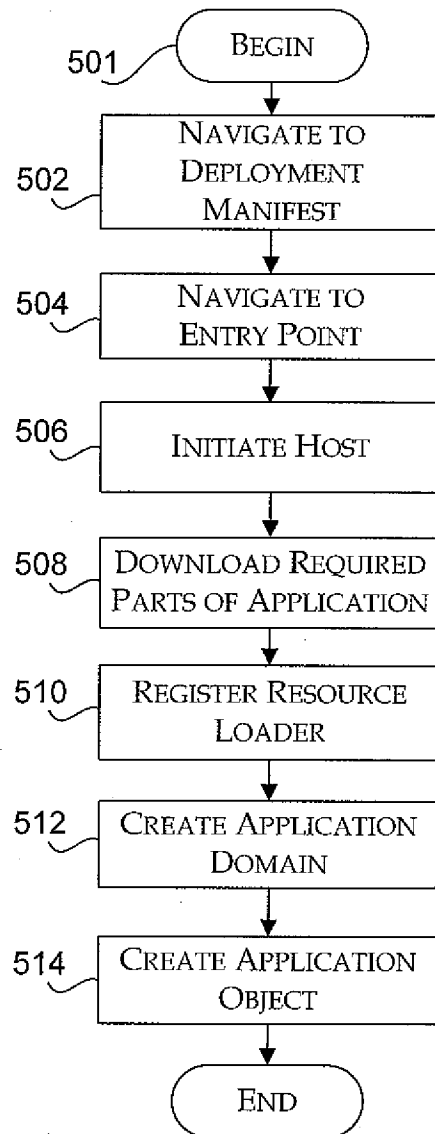 501
BEGIN
502
NAVIGATE TO
DEPLOYMENT
MANIFEST
504
NAVIGATE TO
ENTRY POINT
506
INITIATE HOST
508
DOWNLOAD REQUIRED
PARTS OF APPLICATION
510
REGISTER RESOURCE
LOADER
512
CREATE APPLICATION
DOMAIN
514
CREATE APPLICATION
OBJECT
END